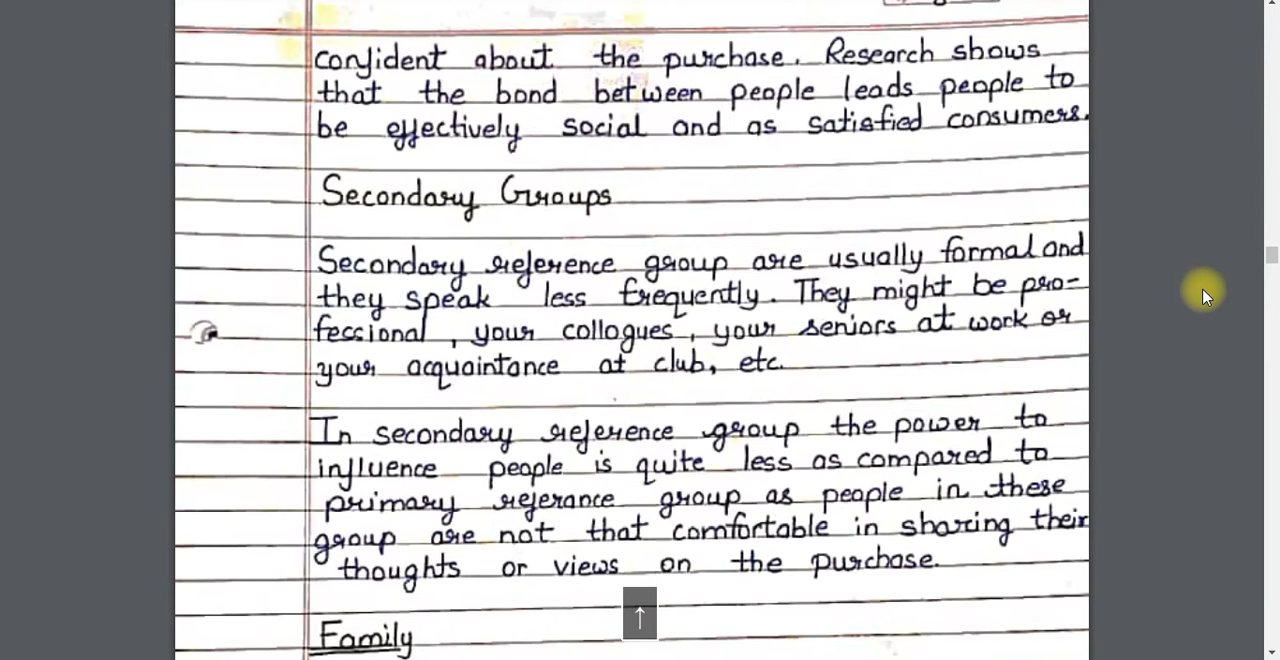 confident about the purchase. Research shows
that the bond between people leads people to
be effectively social and as satisfied consumers.
Secondary Groups
Secondary reference group are usually formal and
they speak less frequently. They might be pro-
fessional, your collogues, your seniors at work or
your acquaintance at club, etc.
In secondary reference group the power to
influence people is quite less as compared to
primary referance group as people in these
group are not that comfortable in sharing their
thoughts or views on the purchase.
Family